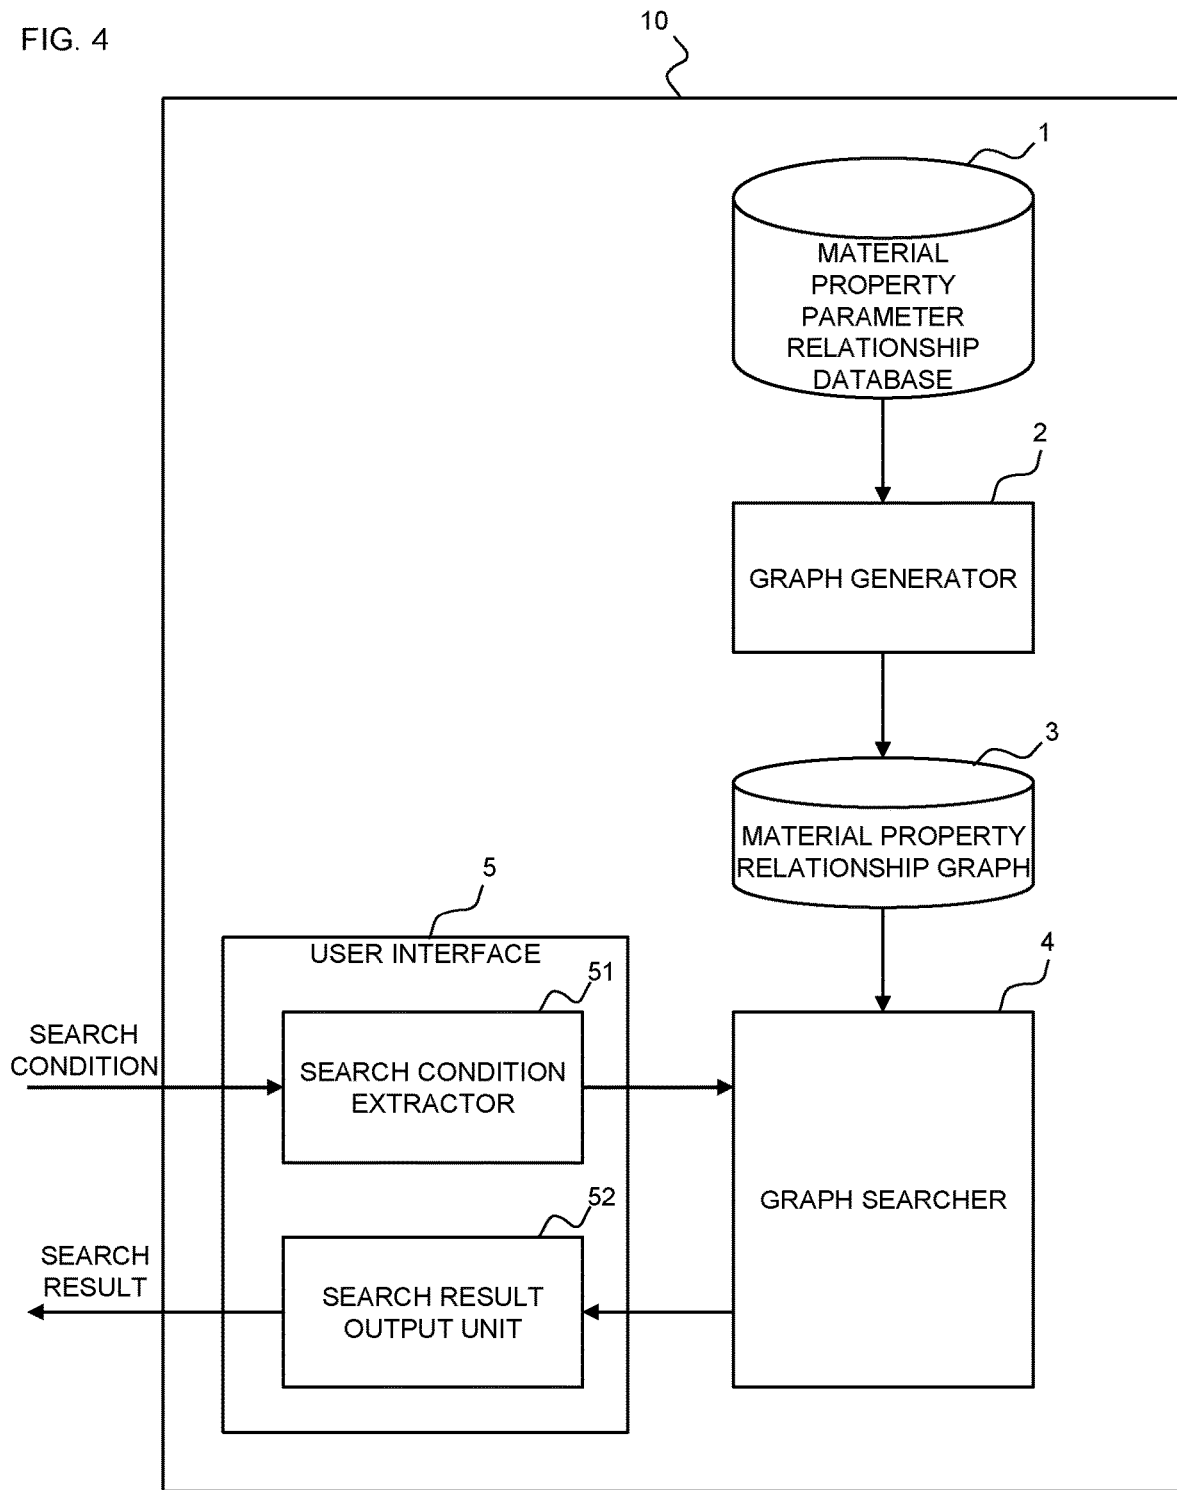 FIG. 4
10
1
MATERIAL
PROPERTY
PARAMETER
RELATIONSHIP
DATABASE
2
GRAPH GENERATOR
3
MATERIAL PROPERTY
RELATIONSHIP GRAPH
5
USER INTERFACE
4
51
SEARCH
CONDITION
SEARCH CONDITION
EXTRACTOR
GRAPH SEARCHER
52
SEARCH
RESULT
SEARCH RESULT
OUTPUT UNIT